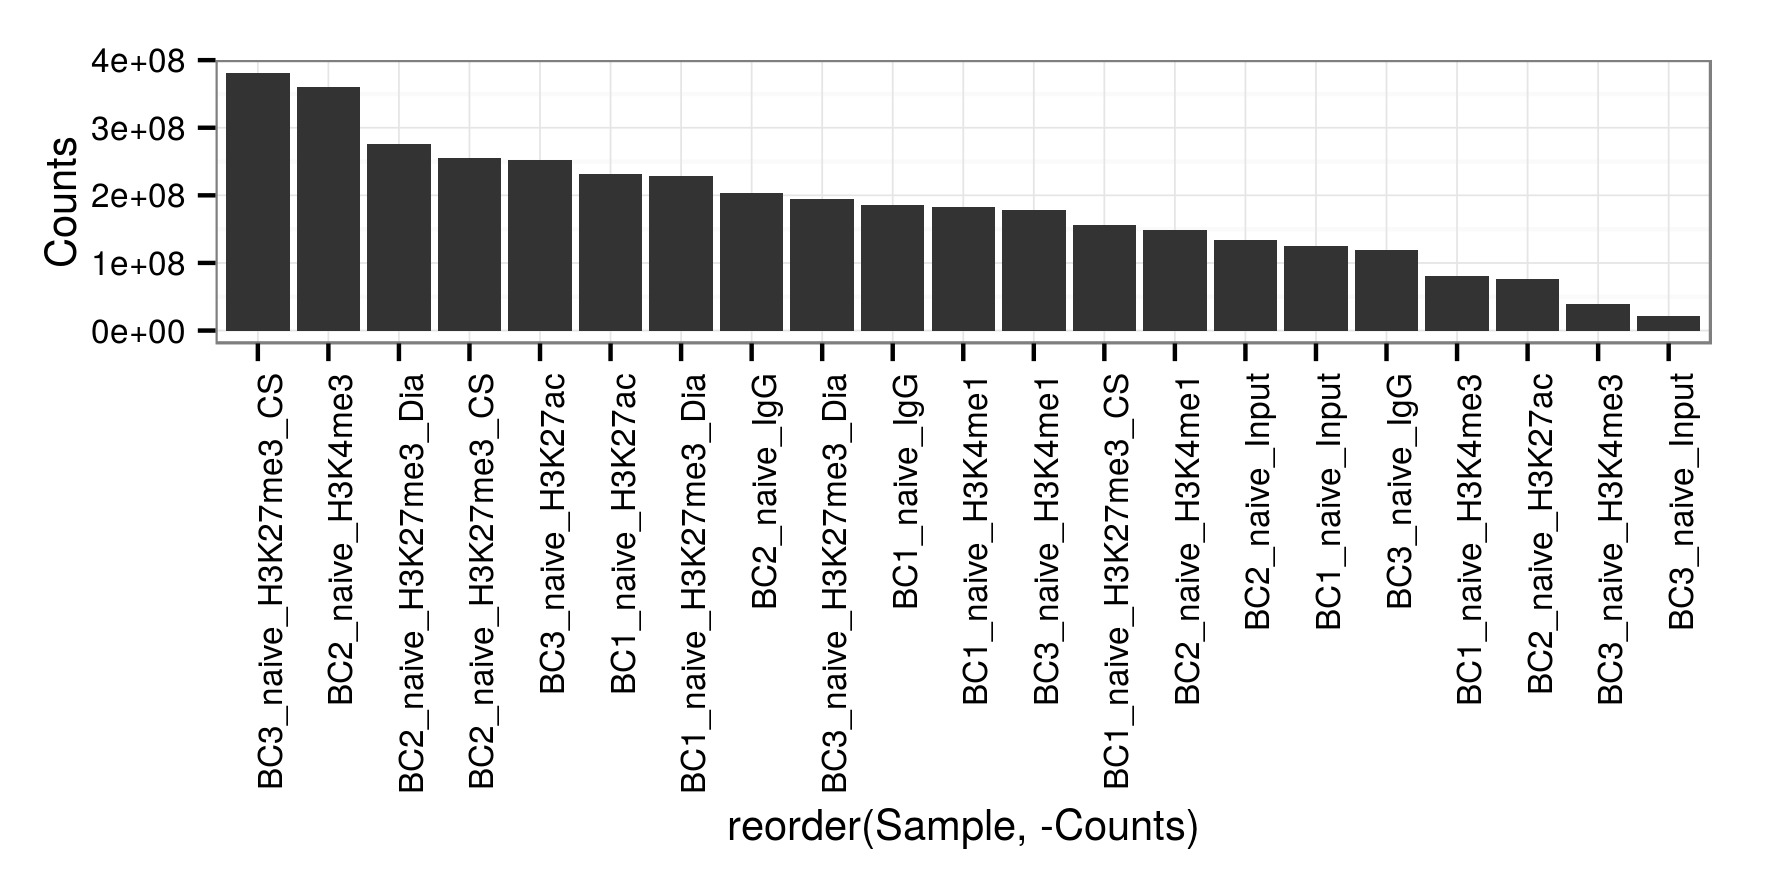 4e+08
3e+08
2e+08
1e+08
0e+00
Counts
BC3_naive_H3K27me3_CS
BC2_naive_H3K4me3
BC2_naive_H3K27me3_Dia
BC2_naive_H3K27me3_CS
BC3_naive_H3K27ac
BC1_naive_H3K27ac
BC1_naive_H3K27me3_Dia
BC2_naive_IgG
BC3_naive_H3K27me3_Dia
BC1_naive_IgG
BC1_naive_H3K4me1
BC3_naive_H3K4me1
BC1_naive_H3K27me3_CS
BC2_naive_H3K4me1
BC2_naive_Input
BC1_naive_Input
BC3_naive_IgG
BC1_naive_H3K4me3
BC2_naive_H3K27ac
BC3_naive_H3K4me3
BC3_naive_Input
reorder(Sample, -Counts)